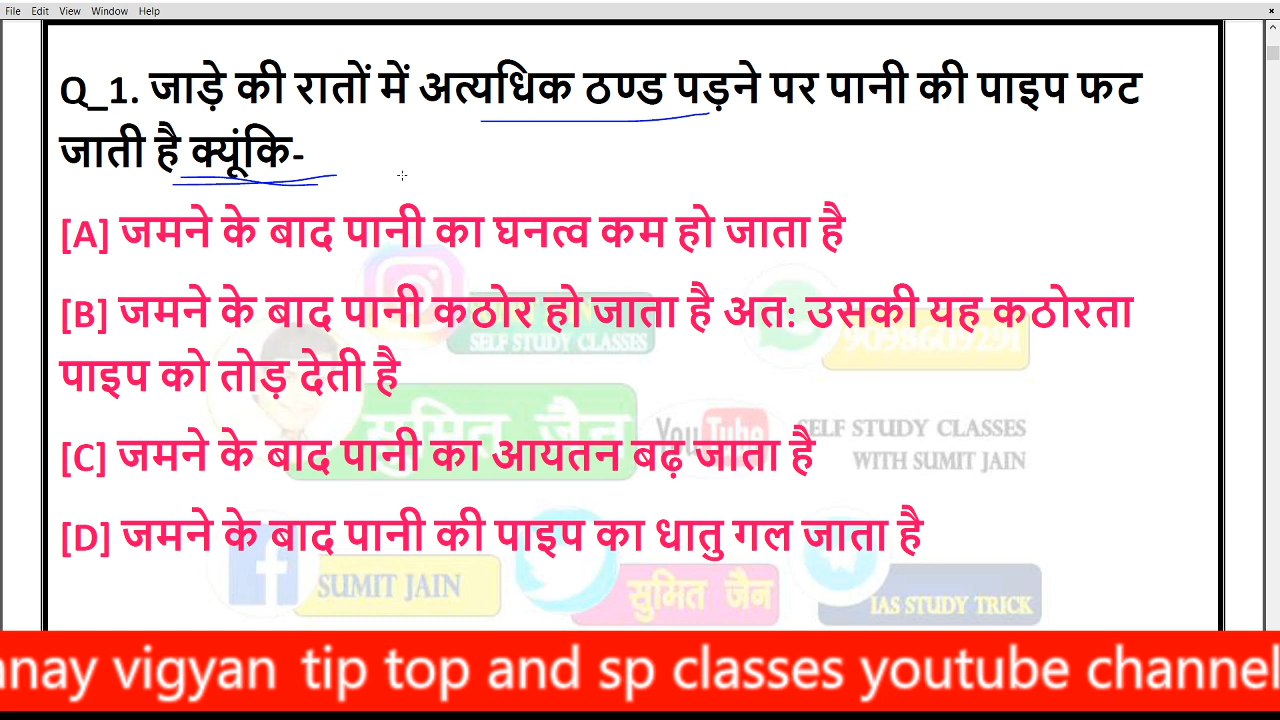 File Edit View Window Help
Q_1. जाड़े की रातों में अत्यधिक ठण्ड पड़ने पर पानी की पाइप फट
जाती है क्यूंकि-
[A] जमने के बाद पानी का घनत्व कम हो जाता है
[B] जमने के बाद पानी कठोर हो जाता है अत: उसकी यह कठोरता
SELF STUDY CLASSES
9098609291
पाइप को तोड़ देती है
सुमित जैन
YouTube
SELF STUDY CLASSES
WITH SUMIT JAIN
[C] जमने के बाद पानी का आयतन बढ़ जाता है
[D] जमने के बाद पानी की पाइप का धातु गल जाता है
SUMIT JAIN
सुमित जैन
IAS STUDY TRICK
vigyan tip top and sp classes youtube channel